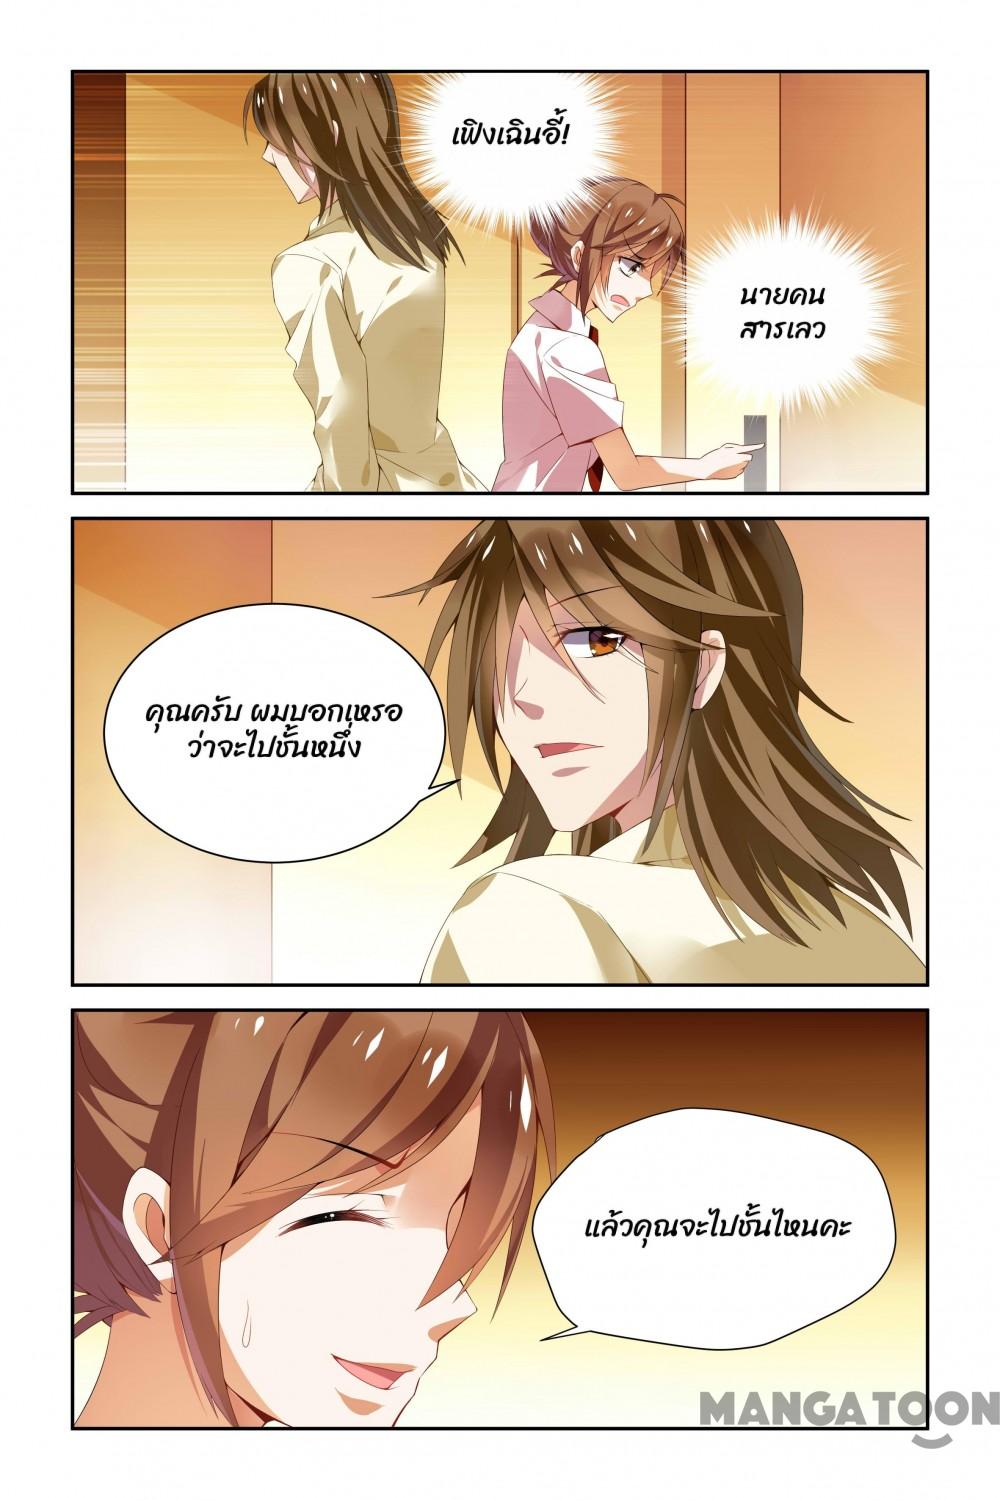 เฟิงเฉินอี้!
นายคน
สารเลว
คุณครับ ผมบอกเหรอ
ว่าจะไปชั้นหนึ่ง
แล้วคุณจะไปชั้นไหนคะ
MANGATOON